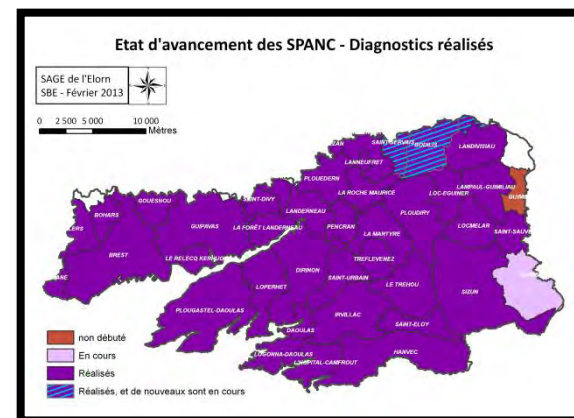 Etat d'avancement des SPANC - Diagnostics réalisés
SAGE de l'Elorn
SBE - Février 2013
0 2 500 5 000 10 000
Mètres
SAINT-SERVAIS
BODILIS
LANDIVISIAU
LANNEUFRET
PLOUEDERN
LA ROCHE MAURICE
LOC-EGUINER
LAMPAUL-GUIMILIAU
SAINT-DIVY
LANDERNEAU
PLOUDIRY
GOUESNOU
BOHARS
GUIPAVAS
LA FORÊT LANDERNEAU
PENCRAN
LA MARTYRE
LOCMELAR
SAINT-SAUVE
BREST
LE RELECQ KERHUON
DIRINON
TREFLEVENEZ
SAINT-URBAIN
LE TREHOU
SIZUN
LOPERHET
PLOUGASTEL-DAOULAS
IRVILLAC
DAOULAS
SAINT-ELOY
LOGONNA-DAOULAS
L'HOPITAL-CAMFROUT
HANVEC
non débuté
En cours
Réalisés
Réalisés, et de nouveaux sont en cours